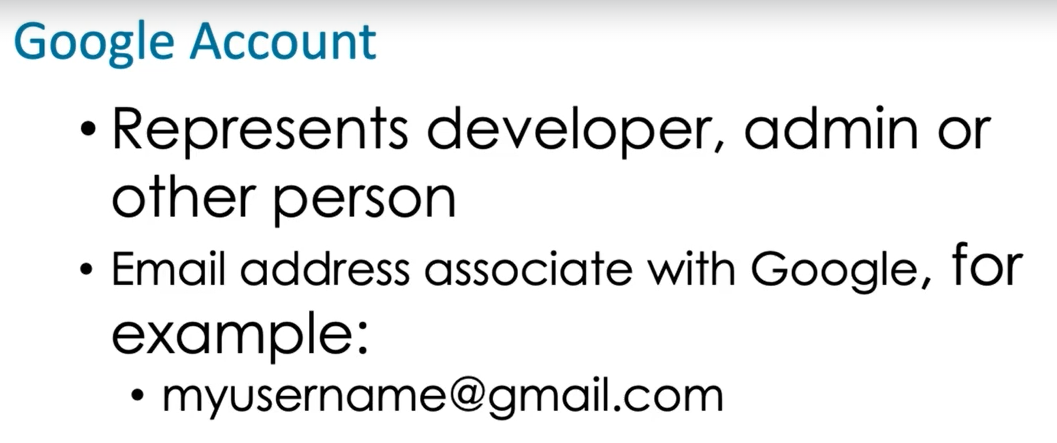 Google Account
• Represents developer, admin or
other person
• Email address associate with Google, for
example:
• myusername@gmail.com